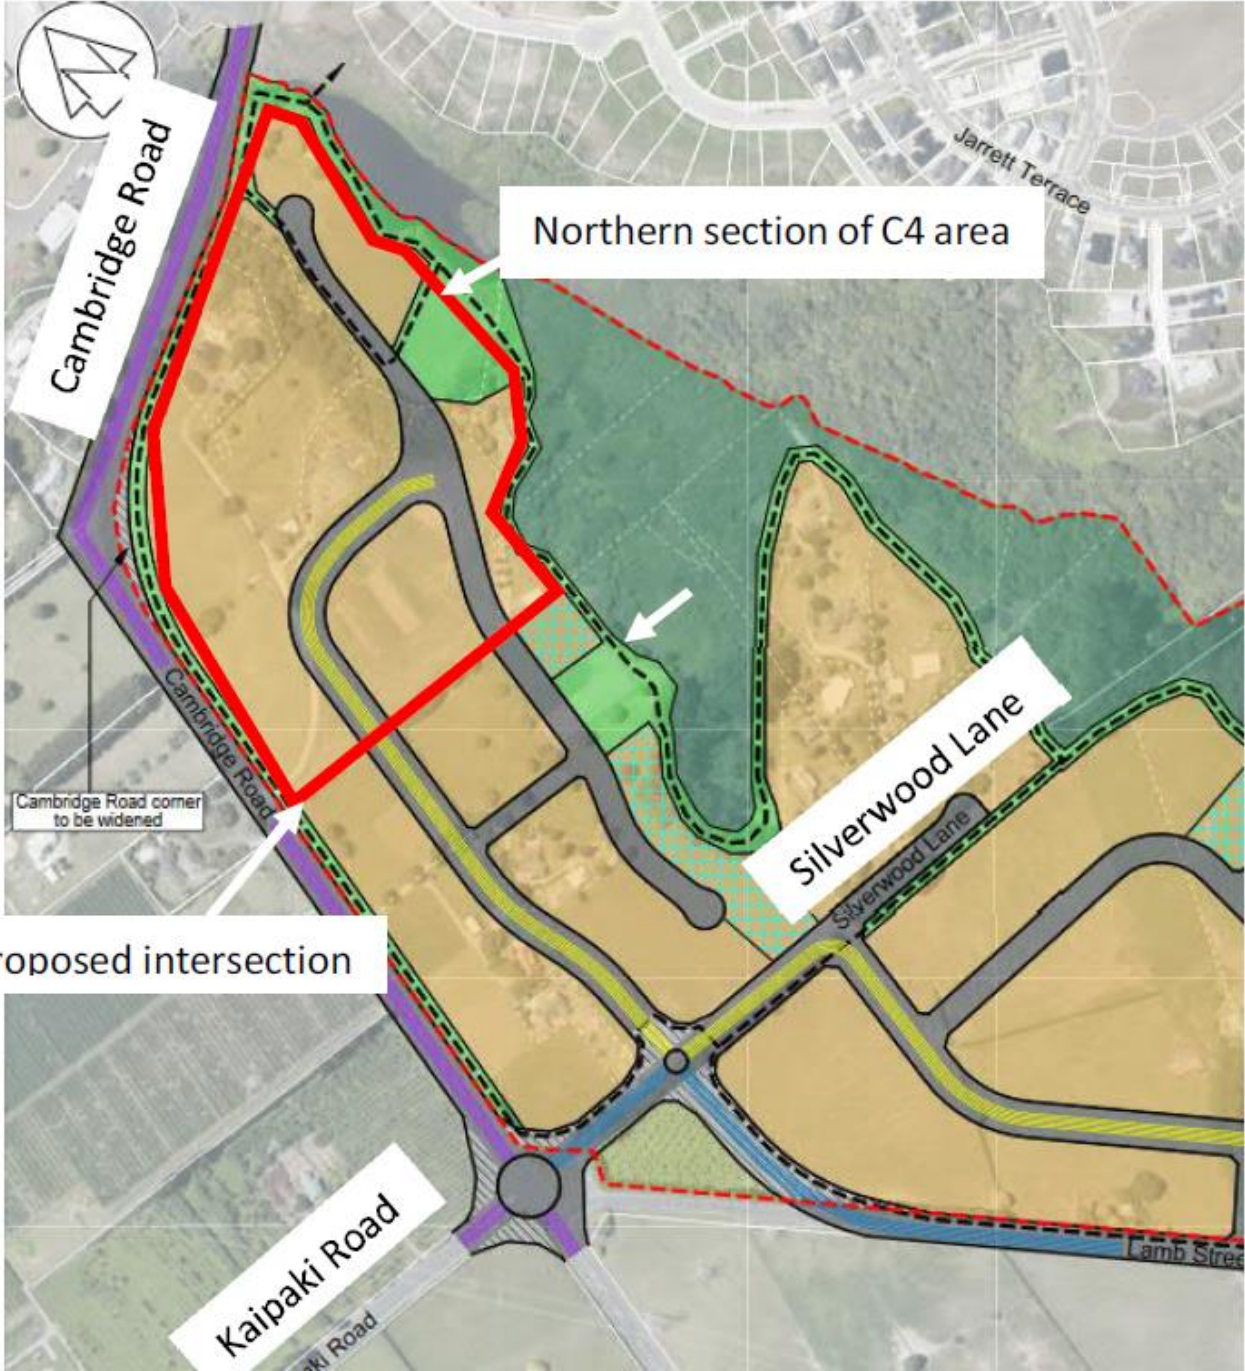 Cambridge Road
Jarrett Terrace
Northern section of C4 area
Cambridge Road
Cambridge Road corner
to be widened
Silverwood Lane
Silverwood Lane
roposed intersection
Kaipaki Road
aki Road
Lamb Stree